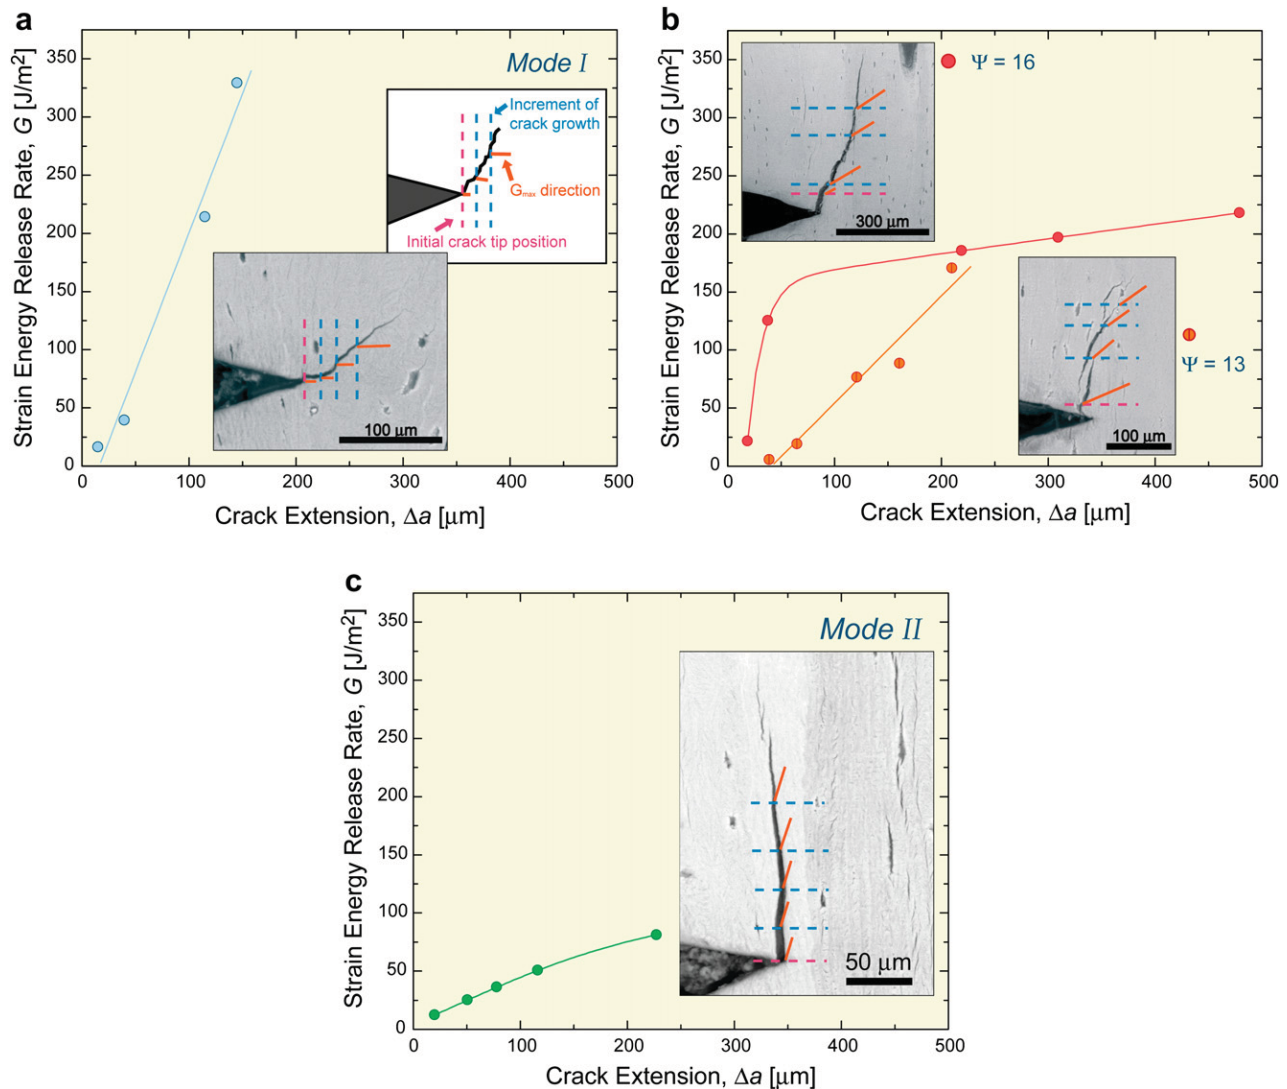 a
Strain Energy Release Rate, G [J/m²]
350
300
250
200
150
100
50
0
0 100 200 300 400 500
Crack Extension, Δa [μm]
Mode I
Increment of
crack growth
Gmax direction
Initial crack tip position
100 μm
b
Strain Energy Release Rate, G [J/m²]
350
300
250
200
150
100
50
0
0 100 200 300 400 500
Crack Extension, Δa [μm]
Ψ = 16
300 μm
Ψ = 13
100 μm
c
Strain Energy Release Rate, G [J/m²]
350
300
250
200
150
100
50
0
0 100 200 300 400 500
Crack Extension, Δa [μm]
Mode II
50 μm